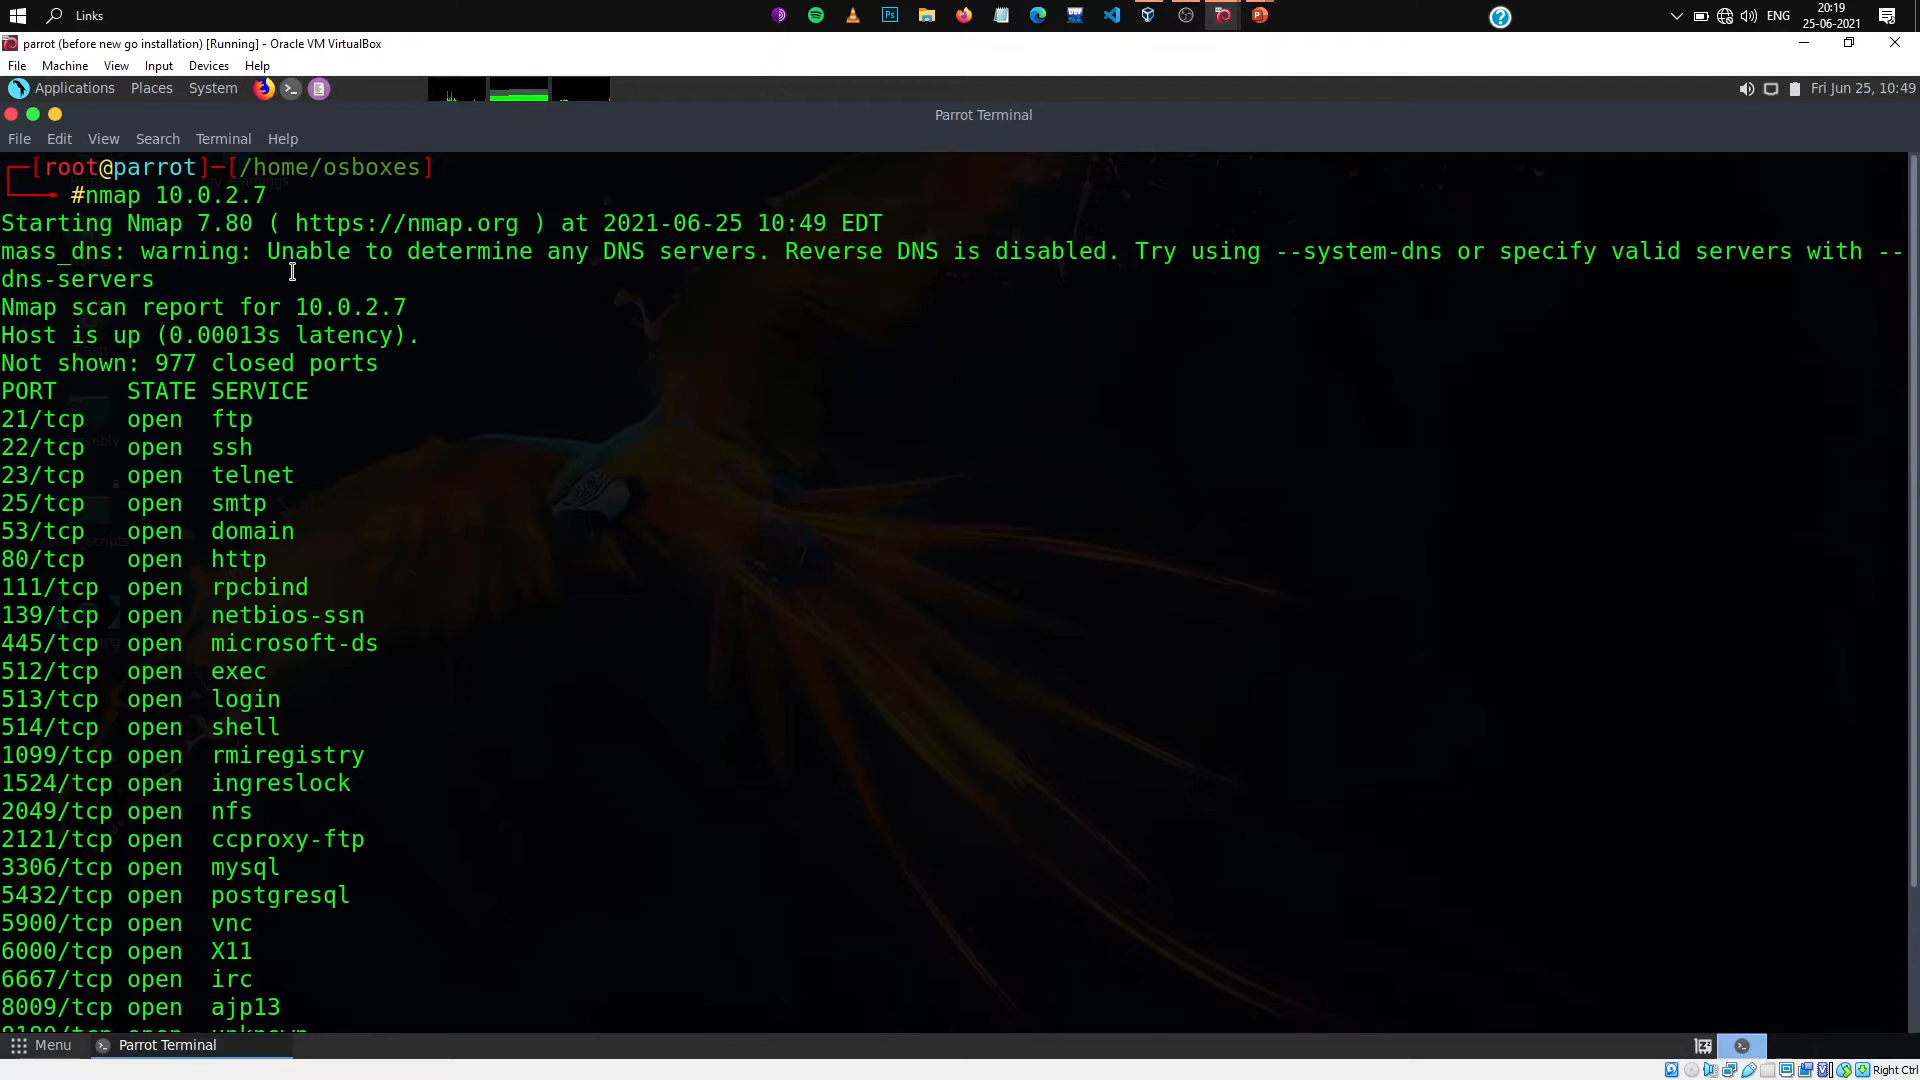 Links
ENG
20:19
25-06-2021
parrot (before new go installation) [Running] - Oracle VM VirtualBox
File Machine View Input Devices Help
Applications Places System
Fri Jun 25, 10:49
Parrot Terminal
File Edit View Search Terminal Help
┌─[root@parrot]─[/home/osboxes]
└──╼ #nmap 10.0.2.7
Starting Nmap 7.80 ( https://nmap.org ) at 2021-06-25 10:49 EDT
mass_dns: warning: Unable to determine any DNS servers. Reverse DNS is disabled. Try using --system-dns or specify valid servers with --
dns-servers
Nmap scan report for 10.0.2.7
Host is up (0.00013s latency).
Not shown: 977 closed ports
PORT STATE SERVICE
21/tcp open ftp
22/tcp open ssh
23/tcp open telnet
25/tcp open smtp
53/tcp open domain
80/tcp open http
111/tcp open rpcbind
139/tcp open netbios-ssn
445/tcp open microsoft-ds
512/tcp open exec
513/tcp open login
514/tcp open shell
1099/tcp open rmiregistry
1524/tcp open ingreslock
2049/tcp open nfs
2121/tcp open ccproxy-ftp
3306/tcp open mysql
5432/tcp open postgresql
5900/tcp open vnc
6000/tcp open X11
6667/tcp open irc
8009/tcp open ajp13
8180/tcp open unknown
Menu Parrot Terminal
Right Ctrl